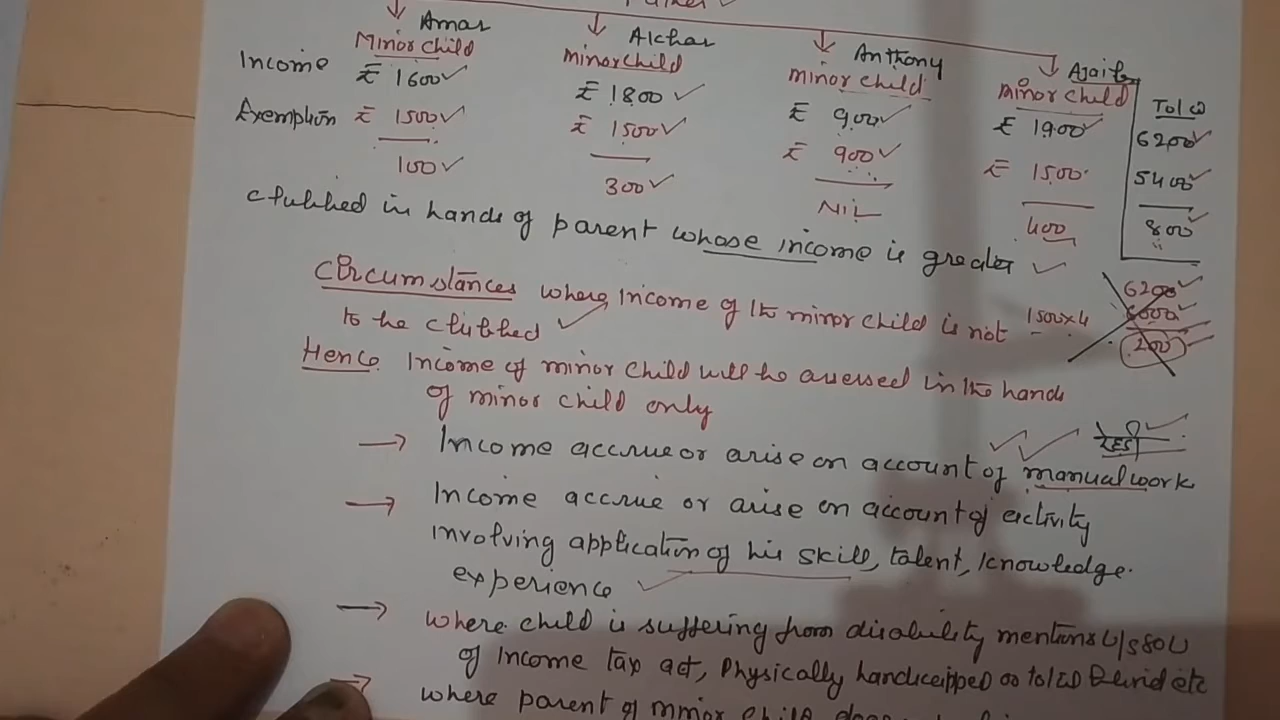 Father ✓
Amar Akhar Anthony Ajaib
Minor child minor child minor child minor child Total
Income ₹ 1600 ✓ ₹ 1800 ✓ ₹ 900 ✓ ₹ 1900 ✓ 6200 ✓
Exemption ₹ 1500 ✓ ₹ 1500 ✓ ₹ 900 ✓ ₹ 1500 5400 ✓
100 ✓ 300 ✓ NIL 400 800 ✓
clubbed in hands of parent whose income is greater ✓
6200 ✓
1500x4 6000 ✓
200
Circumstances where income of the minor child is not
to be clubbed ✓
Hence Income of minor child will be assessed in the hands
of minor child only
→ Income accrue or arise on account of manual work
→ Income accrue or arise on account of activity
involving application of his skill, talent, knowledge.
experience ✓
→ where child is suffering from disability mentions U/s 80U
of Income tax act, Physically handicapped or total Blind etc
→ where parent of minor child